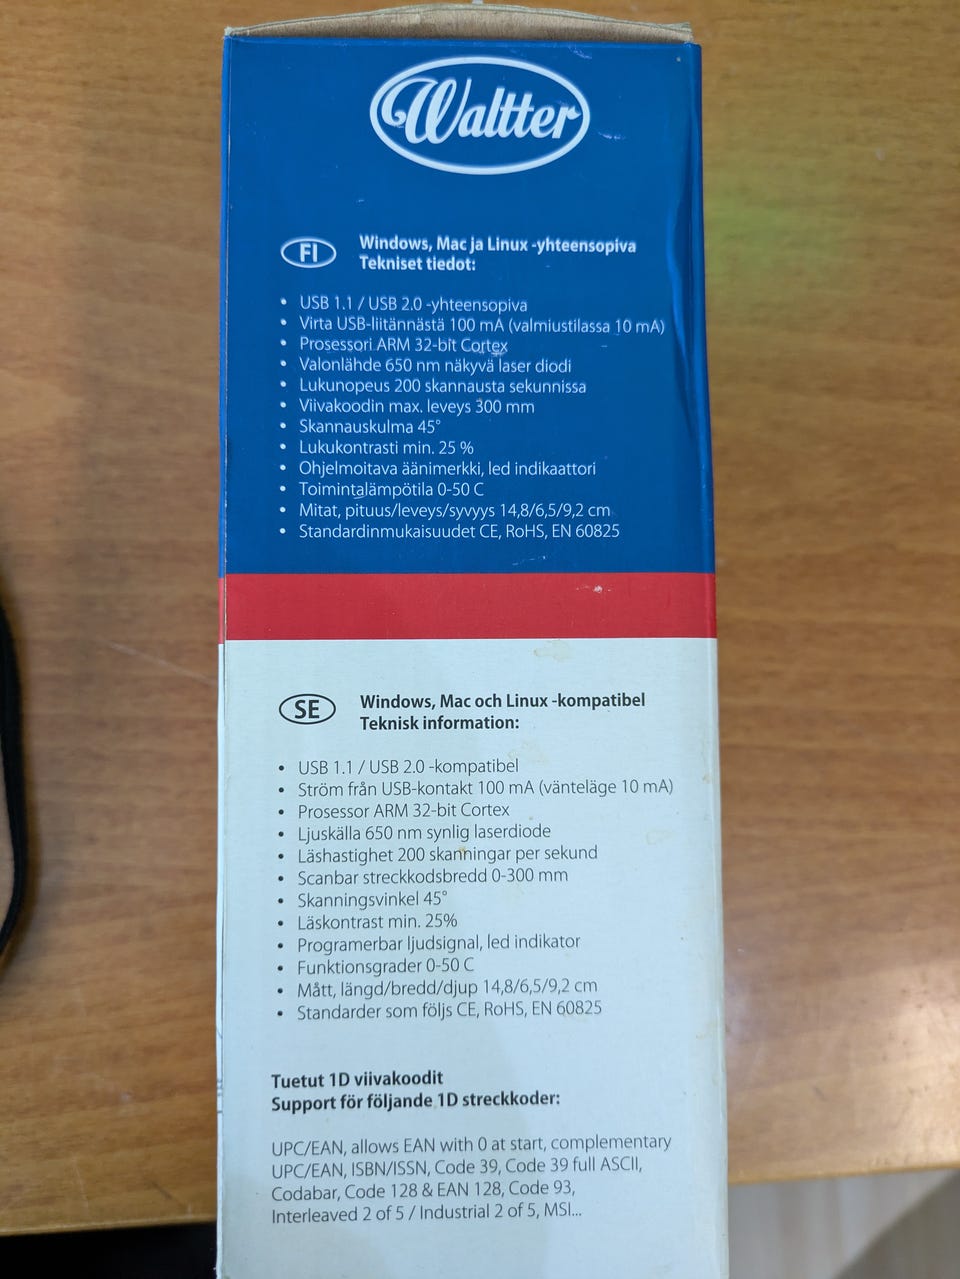 Waltter
FI
Windows, Mac ja Linux -yhteensopiva
Tekniset tiedot:
• USB 1.1 / USB 2.0 -yhteensopiva
• Virta USB-liitännästä 100 mA (valmiustilassa 10 mA)
• Prosessori ARM 32-bit Cortex
• Valonlähde 650 nm näkyvä laser diodi
• Lukunopeus 200 skannausta sekunnissa
• Viivakoodin max. leveys 300 mm
• Skannauskulma 45°
• Lukukontrasti min. 25 %
• Ohjelmoitava äänimerkki, led indikaattori
• Toimintalämpötila 0-50 C
• Mitat, pituus/leveys/syvyys 14,8/6,5/9,2 cm
• Standardinmukaisuudet CE, RoHS, EN 60825
SE
Windows, Mac och Linux -kompatibel
Teknisk information:
• USB 1.1 / USB 2.0 -kompatibel
• Ström från USB-kontakt 100 mA (vänteläge 10 mA)
• Prosessor ARM 32-bit Cortex
• Ljuskälla 650 nm synlig laserdiode
• Läshastighet 200 skanningar per sekund
• Scanbar streckkodsbredd 0-300 mm
• Skanningsvinkel 45°
• Läskontrast min. 25%
• Programerbar ljudsignal, led indikator
• Funktionsgrader 0-50 C
• Mått, längd/bredd/djup 14,8/6,5/9,2 cm
• Standarder som följs CE, RoHS, EN 60825
Tuetut 1D viivakoodit
Support för följande 1D streckkoder:
UPC/EAN, allows EAN with 0 at start, complementary
UPC/EAN, ISBN/ISSN, Code 39, Code 39 full ASCII,
Codabar, Code 128 & EAN 128, Code 93,
Interleaved 2 of 5 / Industrial 2 of 5, MSI...